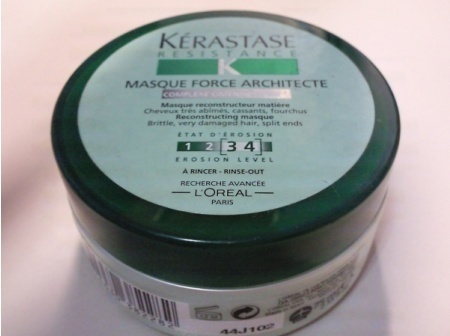 KÉRASTASE
RESISTANCE
K
MASQUE FORCE ARCHITECTE
Masque reconstructeur matière
Cheveux très abîmés, cassants, fourchus
Reconstructing masque
Brittle, very damaged hair, split ends
ETAT D'ÉROSION
1 2 [3 4]
EROSION LEVEL
À RINCER - RINSE-OUT
RECHERCHE AVANCÉE
L'ORÉAL
PARIS
44J102